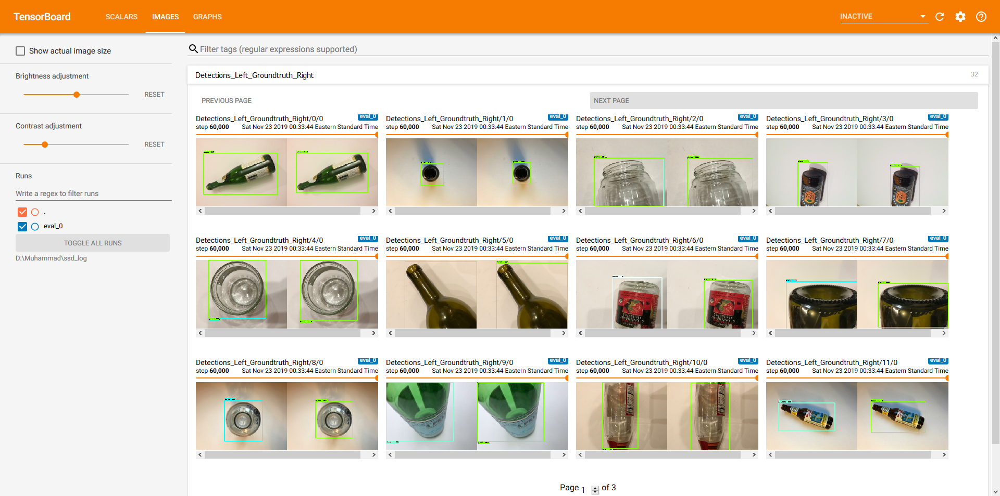 TensorBoard SCALARS IMAGES GRAPHS INACTIVE
Show actual image size
Brightness adjustment
RESET
Contrast adjustment
RESET
Runs
Write a regex to filter runs
.
eval_0
TOGGLE ALL RUNS
D:\Muhammad\ssd_log
Filter tags (regular expressions supported)
Detections_Left_Groundtruth_Right 32
PREVIOUS PAGE NEXT PAGE
Detections_Left_Groundtruth_Right/0/0 eval_0
step 60,000 Sat Nov 23 2019 00:33:44 Eastern Standard Time
Detections_Left_Groundtruth_Right/1/0 eval_0
step 60,000 Sat Nov 23 2019 00:33:44 Eastern Standard Time
Detections_Left_Groundtruth_Right/2/0 eval_0
step 60,000 Sat Nov 23 2019 00:33:44 Eastern Standard Time
Detections_Left_Groundtruth_Right/3/0 eval_0
step 60,000 Sat Nov 23 2019 00:33:44 Eastern Standard Time
Detections_Left_Groundtruth_Right/4/0 eval_0
step 60,000 Sat Nov 23 2019 00:33:44 Eastern Standard Time
Detections_Left_Groundtruth_Right/5/0 eval_0
step 60,000 Sat Nov 23 2019 00:33:44 Eastern Standard Time
Detections_Left_Groundtruth_Right/6/0 eval_0
step 60,000 Sat Nov 23 2019 00:33:44 Eastern Standard Time
Detections_Left_Groundtruth_Right/7/0 eval_0
step 60,000 Sat Nov 23 2019 00:33:44 Eastern Standard Time
Detections_Left_Groundtruth_Right/8/0 eval_0
step 60,000 Sat Nov 23 2019 00:33:44 Eastern Standard Time
Detections_Left_Groundtruth_Right/9/0 eval_0
step 60,000 Sat Nov 23 2019 00:33:44 Eastern Standard Time
Detections_Left_Groundtruth_Right/10/0 eval_0
step 60,000 Sat Nov 23 2019 00:33:44 Eastern Standard Time
Detections_Left_Groundtruth_Right/11/0 eval_0
step 60,000 Sat Nov 23 2019 00:33:44 Eastern Standard Time
Page 1 of 3